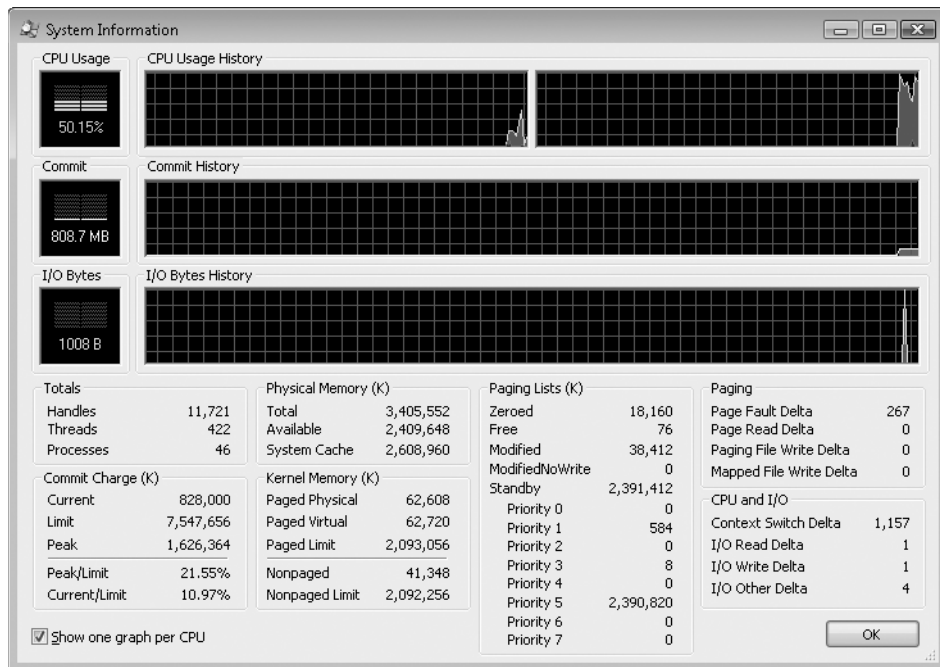 System Information
CPU Usage
CPU Usage History
50.15%
Commit
Commit History
808.7 MB
I/O Bytes
I/O Bytes History
1008 B
Totals
Handles 11,721
Threads 422
Processes 46
Commit Charge (K)
Current 828,000
Limit 7,547,656
Peak 1,626,364
Peak/Limit 21.55%
Current/Limit 10.97%
Physical Memory (K)
Total 3,405,552
Available 2,409,648
System Cache 2,608,960
Kernel Memory (K)
Paged Physical 62,608
Paged Virtual 62,720
Paged Limit 2,093,056
Nonpaged 41,348
Nonpaged Limit 2,092,256
Paging Lists (K)
Zeroed 18,160
Free 76
Modified 38,412
ModifiedNoWrite 0
Standby 2,391,412
Priority 0 0
Priority 1 584
Priority 2 0
Priority 3 8
Priority 4 0
Priority 5 2,390,820
Priority 6 0
Priority 7 0
Paging
Page Fault Delta 267
Page Read Delta 0
Paging File Write Delta 0
Mapped File Write Delta 0
CPU and I/O
Context Switch Delta 1,157
I/O Read Delta 1
I/O Write Delta 1
I/O Other Delta 4
Show one graph per CPU
OK